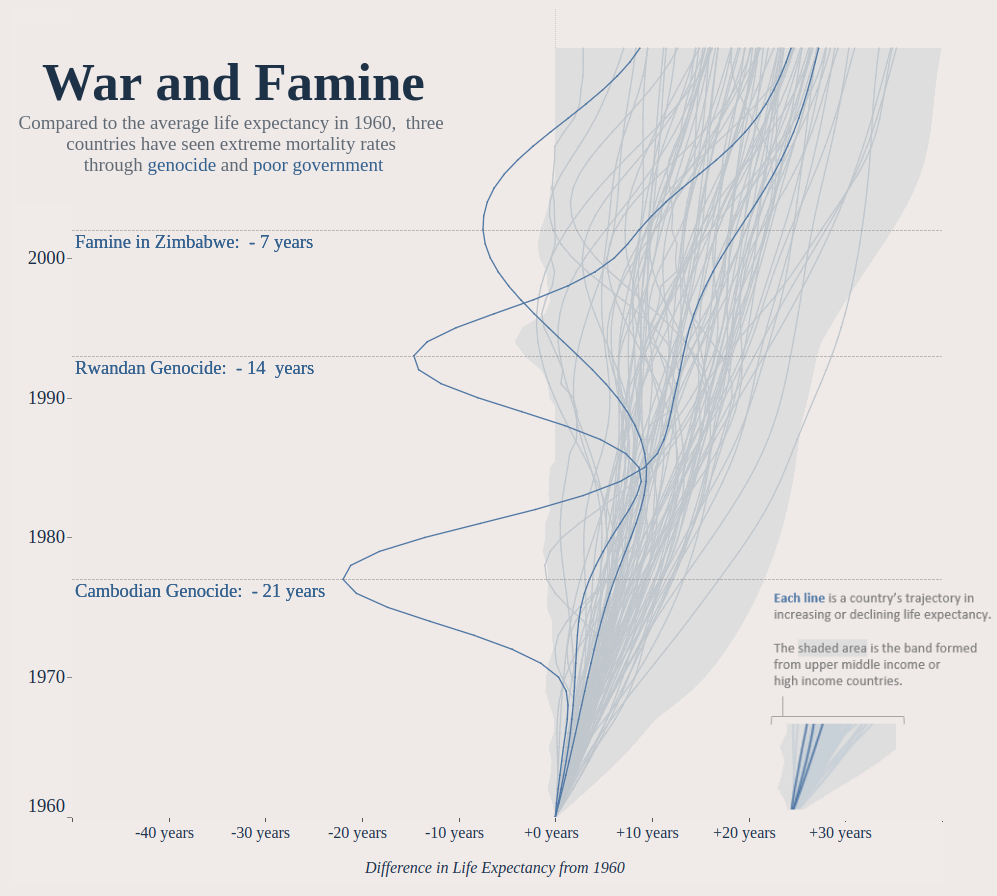 War and Famine
Compared to the average life expectancy in 1960,  three
countries have seen extreme mortality rates
through genocide and poor government
Famine in Zimbabwe:  - 7 years
2000
Rwandan Genocide:  - 14  years
1990
1980
Cambodian Genocide:  - 21 years
Each line is a country's trajectory in
increasing or declining life expectancy.
The shaded area is the band formed
from upper middle income or
high income countries.
1970
1960
-40 years -30 years -20 years -10 years +0 years +10 years +20 years +30 years
Difference in Life Expectancy from 1960